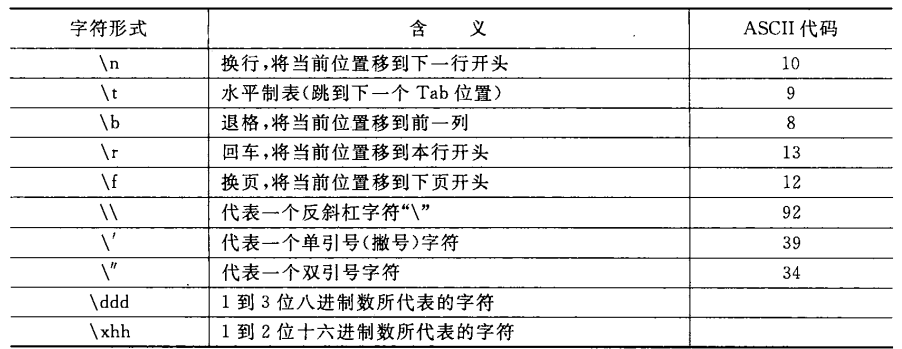 字符形式 含 义 ASCII 代码
\n 换行,将当前位置移到下一行开头 10
\t 水平制表(跳到下一个 Tab 位置) 9
\b 退格,将当前位置移到前一列 8
\r 回车,将当前位置移到本行开头 13
\f 换页,将当前位置移到下页开头 12
\\ 代表一个反斜杠字符“\” 92
\′ 代表一个单引号(撇号)字符 39
\″ 代表一个双引号字符 34
\ddd 1 到 3 位八进制数所代表的字符
\xhh 1 到 2 位十六进制数所代表的字符